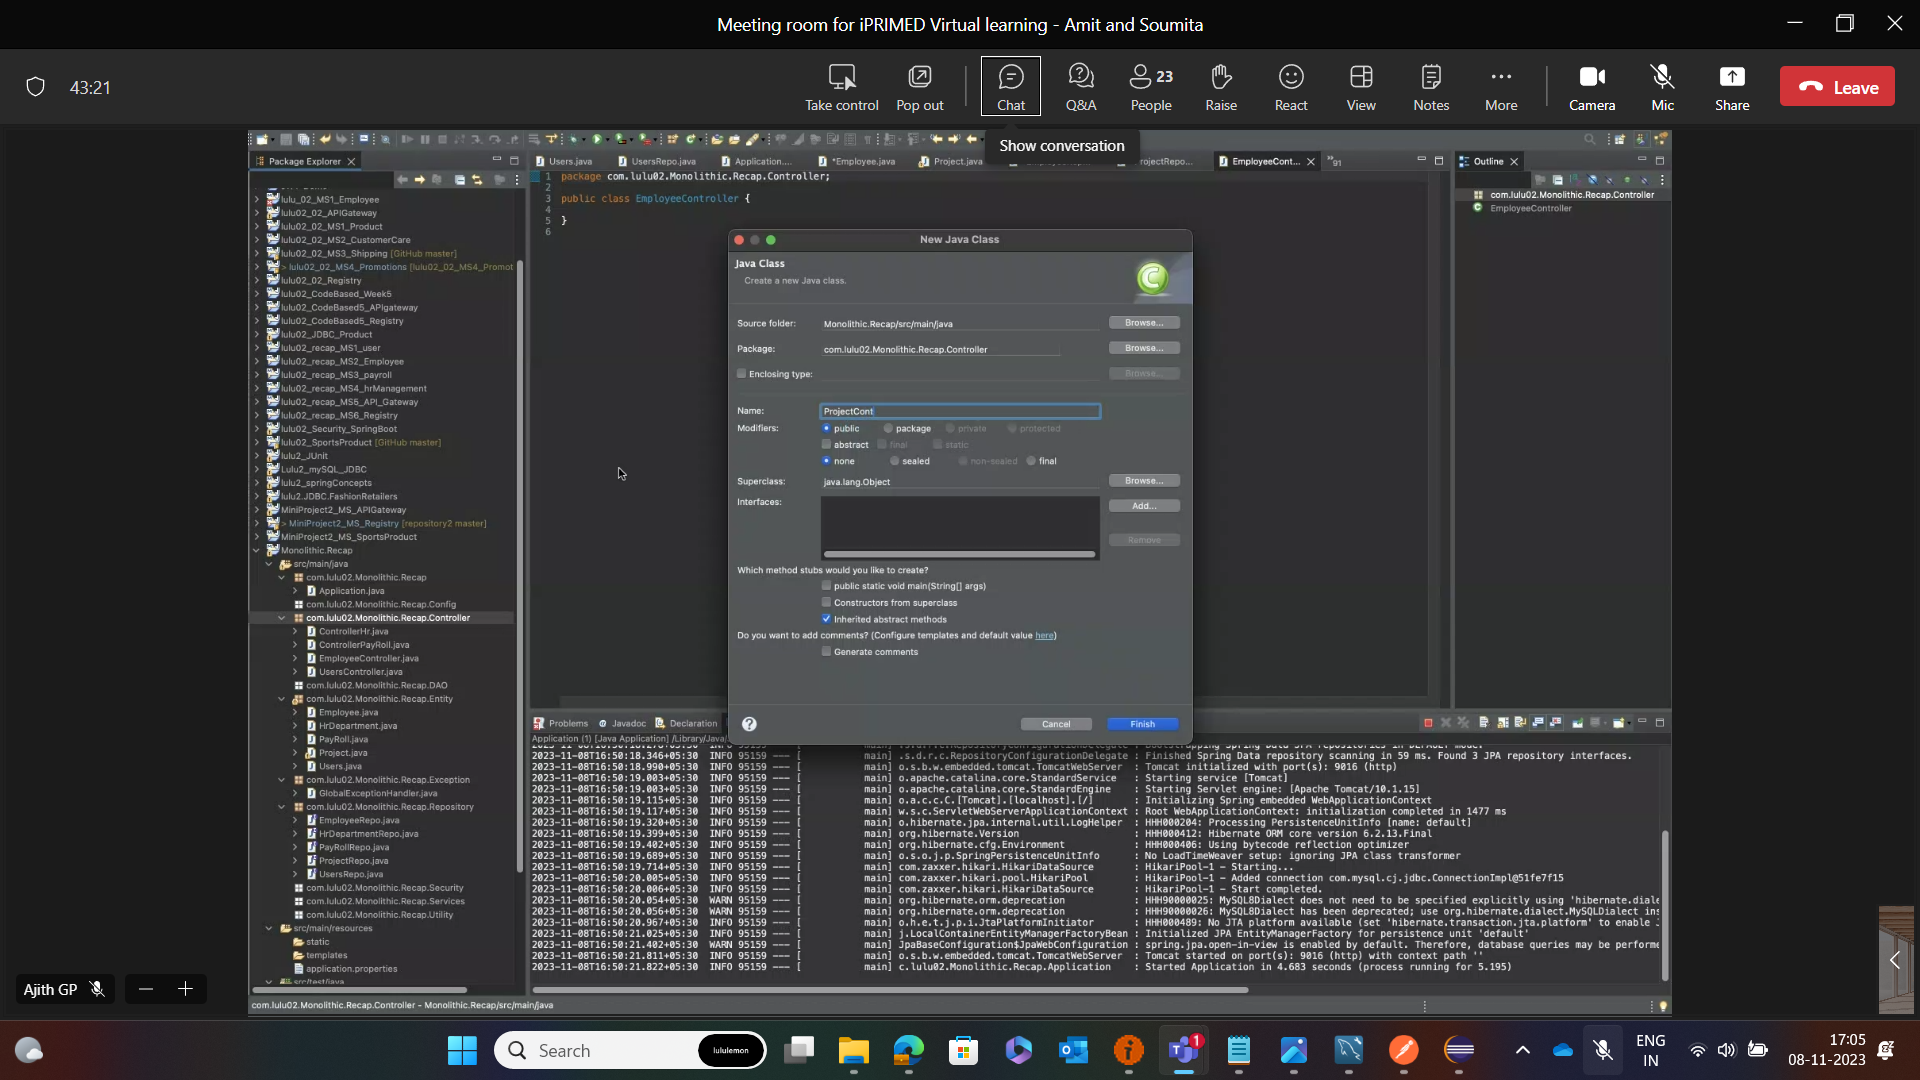 Meeting room for iPRIMED Virtual learning - Amit and Soumita
43:21
Take control
Pop out
Chat
Q&A
23
People
Raise
React
View
Notes
More
Camera
Mic
Share
Leave
Show conversation
Package Explorer
Users.java
UsersRepo.java
Application....
*Employee.java
Project.java
rojectRepo...
EmployeeCont...
91
Outline
1 package com.lulu02.Monolithic.Recap.Controller;
2
3 public class EmployeeController {
4
5 }
6
com.lulu02.Monolithic.Recap.Controller
EmployeeController
lulu_02_MS1_Employee
lulu02_02_APIGateway
lulu02_02_MS1_Product
lulu02_02_MS2_CustomerCare
lulu02_02_MS3_Shipping [GitHub master]
> lulu02_02_MS4_Promotions [lulu02_02_MS4_Promot
lulu02_02_Registry
lulu02_CodeBased_Week5
lulu02_CodeBased5_APIgateway
lulu02_CodeBased5_Registry
lulu02_JDBC_Product
lulu02_recap_MS1_user
lulu02_recap_MS2_Employee
lulu02_recap_MS3_payroll
lulu02_recap_MS4_hrManagement
lulu02_recap_MS5_API_Gateway
lulu02_recap_MS6_Registry
lulu02_Security_SpringBoot
lulu02_SportsProduct [GitHub master]
lulu2_JUnit
Lulu2_mySQL_JDBC
lulu2_springConcepts
lulu2.JDBC.FashionRetailers
MiniProject2_MS_APIGateway
> MiniProject2_MS_Registry [repository2 master]
MiniProject2_MS_SportsProduct
Monolithic.Recap
src/main/java
com.lulu02.Monolithic.Recap
Application.java
com.lulu02.Monolithic.Recap.Config
com.lulu02.Monolithic.Recap.Controller
ControllerHr.java
ControllerPayRoll.java
EmployeeController.java
UsersController.java
com.lulu02.Monolithic.Recap.DAO
com.lulu02.Monolithic.Recap.Entity
Employee.java
HrDepartment.java
PayRoll.java
Project.java
Users.java
com.lulu02.Monolithic.Recap.Exception
GlobalExceptionHandler.java
com.lulu02.Monolithic.Recap.Repository
EmployeeRepo.java
HrDepartmentRepo.java
PayRollRepo.java
ProjectRepo.java
UsersRepo.java
com.lulu02.Monolithic.Recap.Security
com.lulu02.Monolithic.Recap.Services
com.lulu02.Monolithic.Recap.Utility
src/main/resources
static
templates
application.properties
src/test/java
New Java Class
Java Class
Create a new Java class.
Source folder: Monolithic.Recap/src/main/java Browse...
Package: com.lulu02.Monolithic.Recap.Controller Browse...
Enclosing type: Browse...
Name: ProjectCont
Modifiers: public package private protected
abstract final static
none sealed non-sealed final
Superclass: java.lang.Object Browse...
Interfaces: Add...
Remove
Which method stubs would you like to create?
public static void main(String[] args)
Constructors from superclass
Inherited abstract methods
Do you want to add comments? (Configure templates and default value here)
Generate comments
Cancel Finish
Problems Javadoc Declaration
Application (1) [Java Application] /Library/Java/
2023-11-08T16:50:18.346+05:30 INFO 95159 --- [ main] .s.d.r.c.RepositoryConfigurationDelegate : Finished Spring Data repository scanning in 59 ms. Found 3 JPA repository interfaces.
2023-11-08T16:50:18.990+05:30 INFO 95159 --- [ main] o.s.b.w.embedded.tomcat.TomcatWebServer : Tomcat initialized with port(s): 9016 (http)
2023-11-08T16:50:19.003+05:30 INFO 95159 --- [ main] o.apache.catalina.core.StandardService : Starting service [Tomcat]
2023-11-08T16:50:19.003+05:30 INFO 95159 --- [ main] o.apache.catalina.core.StandardEngine : Starting Servlet engine: [Apache Tomcat/10.1.15]
2023-11-08T16:50:19.115+05:30 INFO 95159 --- [ main] o.a.c.c.C.[Tomcat].[localhost].[/] : Initializing Spring embedded WebApplicationContext
2023-11-08T16:50:19.117+05:30 INFO 95159 --- [ main] w.s.c.ServletWebServerApplicationContext : Root WebApplicationContext: initialization completed in 1477 ms
2023-11-08T16:50:19.320+05:30 INFO 95159 --- [ main] o.hibernate.jpa.internal.util.LogHelper : HHH000204: Processing PersistenceUnitInfo [name: default]
2023-11-08T16:50:19.399+05:30 INFO 95159 --- [ main] org.hibernate.Version : HHH000412: Hibernate ORM core version 6.2.13.Final
2023-11-08T16:50:19.402+05:30 INFO 95159 --- [ main] org.hibernate.cfg.Environment : HHH000406: Using bytecode reflection optimizer
2023-11-08T16:50:19.689+05:30 INFO 95159 --- [ main] o.s.o.j.p.SpringPersistenceUnitInfo : No LoadTimeWeaver setup: ignoring JPA class transformer
2023-11-08T16:50:19.714+05:30 INFO 95159 --- [ main] com.zaxxer.hikari.HikariDataSource : HikariPool-1 - Starting...
2023-11-08T16:50:20.005+05:30 INFO 95159 --- [ main] com.zaxxer.hikari.pool.HikariPool : HikariPool-1 - Added connection com.mysql.cj.jdbc.ConnectionImpl@51fe7f15
2023-11-08T16:50:20.006+05:30 INFO 95159 --- [ main] com.zaxxer.hikari.HikariDataSource : HikariPool-1 - Start completed.
2023-11-08T16:50:20.054+05:30 WARN 95159 --- [ main] org.hibernate.orm.deprecation : HHH90000025: MySQL8Dialect does not need to be specified explicitly using 'hibernate.diale
2023-11-08T16:50:20.056+05:30 WARN 95159 --- [ main] org.hibernate.orm.deprecation : HHH90000026: MySQL8Dialect has been deprecated; use org.hibernate.dialect.MySQLDialect ins
2023-11-08T16:50:20.967+05:30 INFO 95159 --- [ main] o.h.e.t.j.p.i.JtaPlatformInitiator : HHH000489: No JTA platform available (set 'hibernate.transaction.jta.platform' to enable
2023-11-08T16:50:21.025+05:30 INFO 95159 --- [ main] j.LocalContainerEntityManagerFactoryBean : Initialized JPA EntityManagerFactory for persistence unit 'default'
2023-11-08T16:50:21.402+05:30 WARN 95159 --- [ main] JpaBaseConfiguration$JpaWebConfiguration : spring.jpa.open-in-view is enabled by default. Therefore, database queries may be performe
2023-11-08T16:50:21.811+05:30 INFO 95159 --- [ main] o.s.b.w.embedded.tomcat.TomcatWebServer : Tomcat started on port(s): 9016 (http) with context path ''
2023-11-08T16:50:21.822+05:30 INFO 95159 --- [ main] c.lulu02.Monolithic.Recap.Application : Started Application in 4.683 seconds (process running for 5.195)
Ajith GP
com.lulu02.Monolithic.Recap.Controller - Monolithic.Recap/src/main/java
Search
lululemon
1
ENG
IN
17:05
08-11-2023